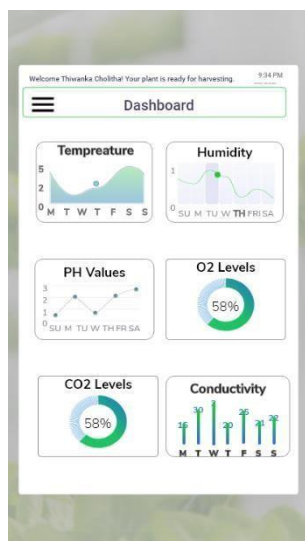 Welcome Thiwanka Cholitha! Your plant is ready for harvesting.
9:34 PM
Dashboard
Tempreature
5
2
0
M T W T F S S
Humidity
1
0
SU M TU W TH FRI SA
PH Values
3
2
1
0
SU M TU W TH FR SA
O2 Levels
58%
CO2 Levels
58%
Conductivity
15 30 3 20 25 21 22
M T W T F S S